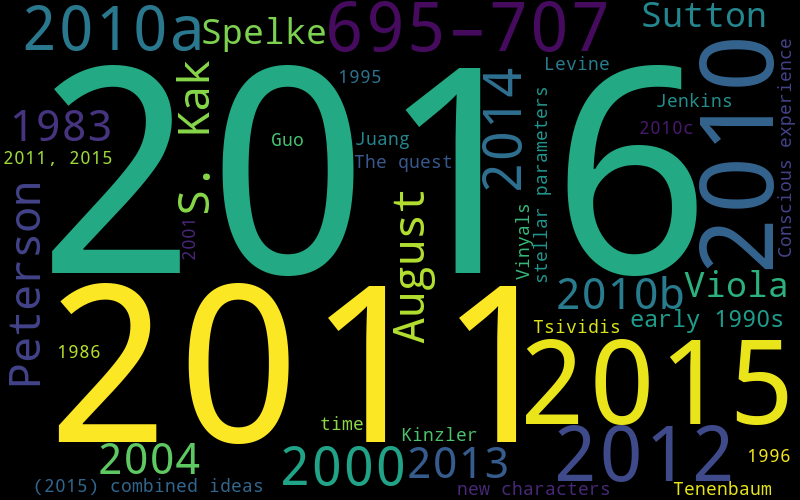 2010a
Spelke
695–707
Sutton
2016
S. Kak
1995
Levine
2014
2010
Jenkins
2010c
Conscious experience
1983
2011, 2015
Guo
Juang
The quest
stellar parameters
Peterson
2001
August
Vinyals
2010b
Viola
2011
1986
Tsividis
early 1990s
2015
time
Kinzler
2004
2000
2013
2012
1996
(2015) combined ideas
new characters
Tenenbaum